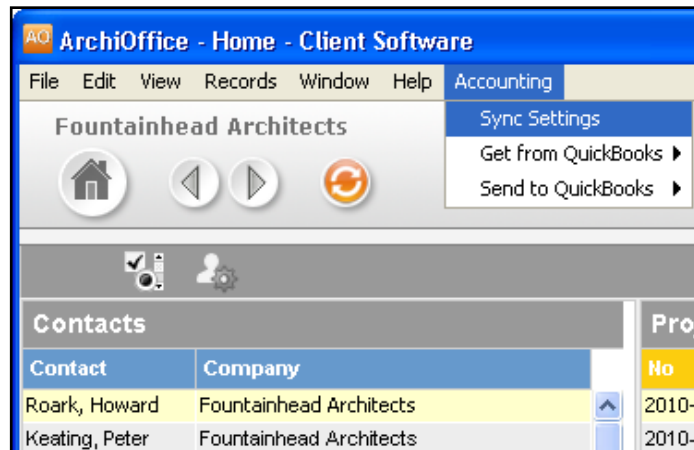 AO ArchiOffice - Home - Client Software
File Edit View Records Window Help Accounting
Fountainhead Architects
Sync Settings
Get from QuickBooks
Send to QuickBooks
Contacts
Pro
Contact Company
No
Roark, Howard Fountainhead Architects
2010-
Keating, Peter Fountainhead Architects
2010-